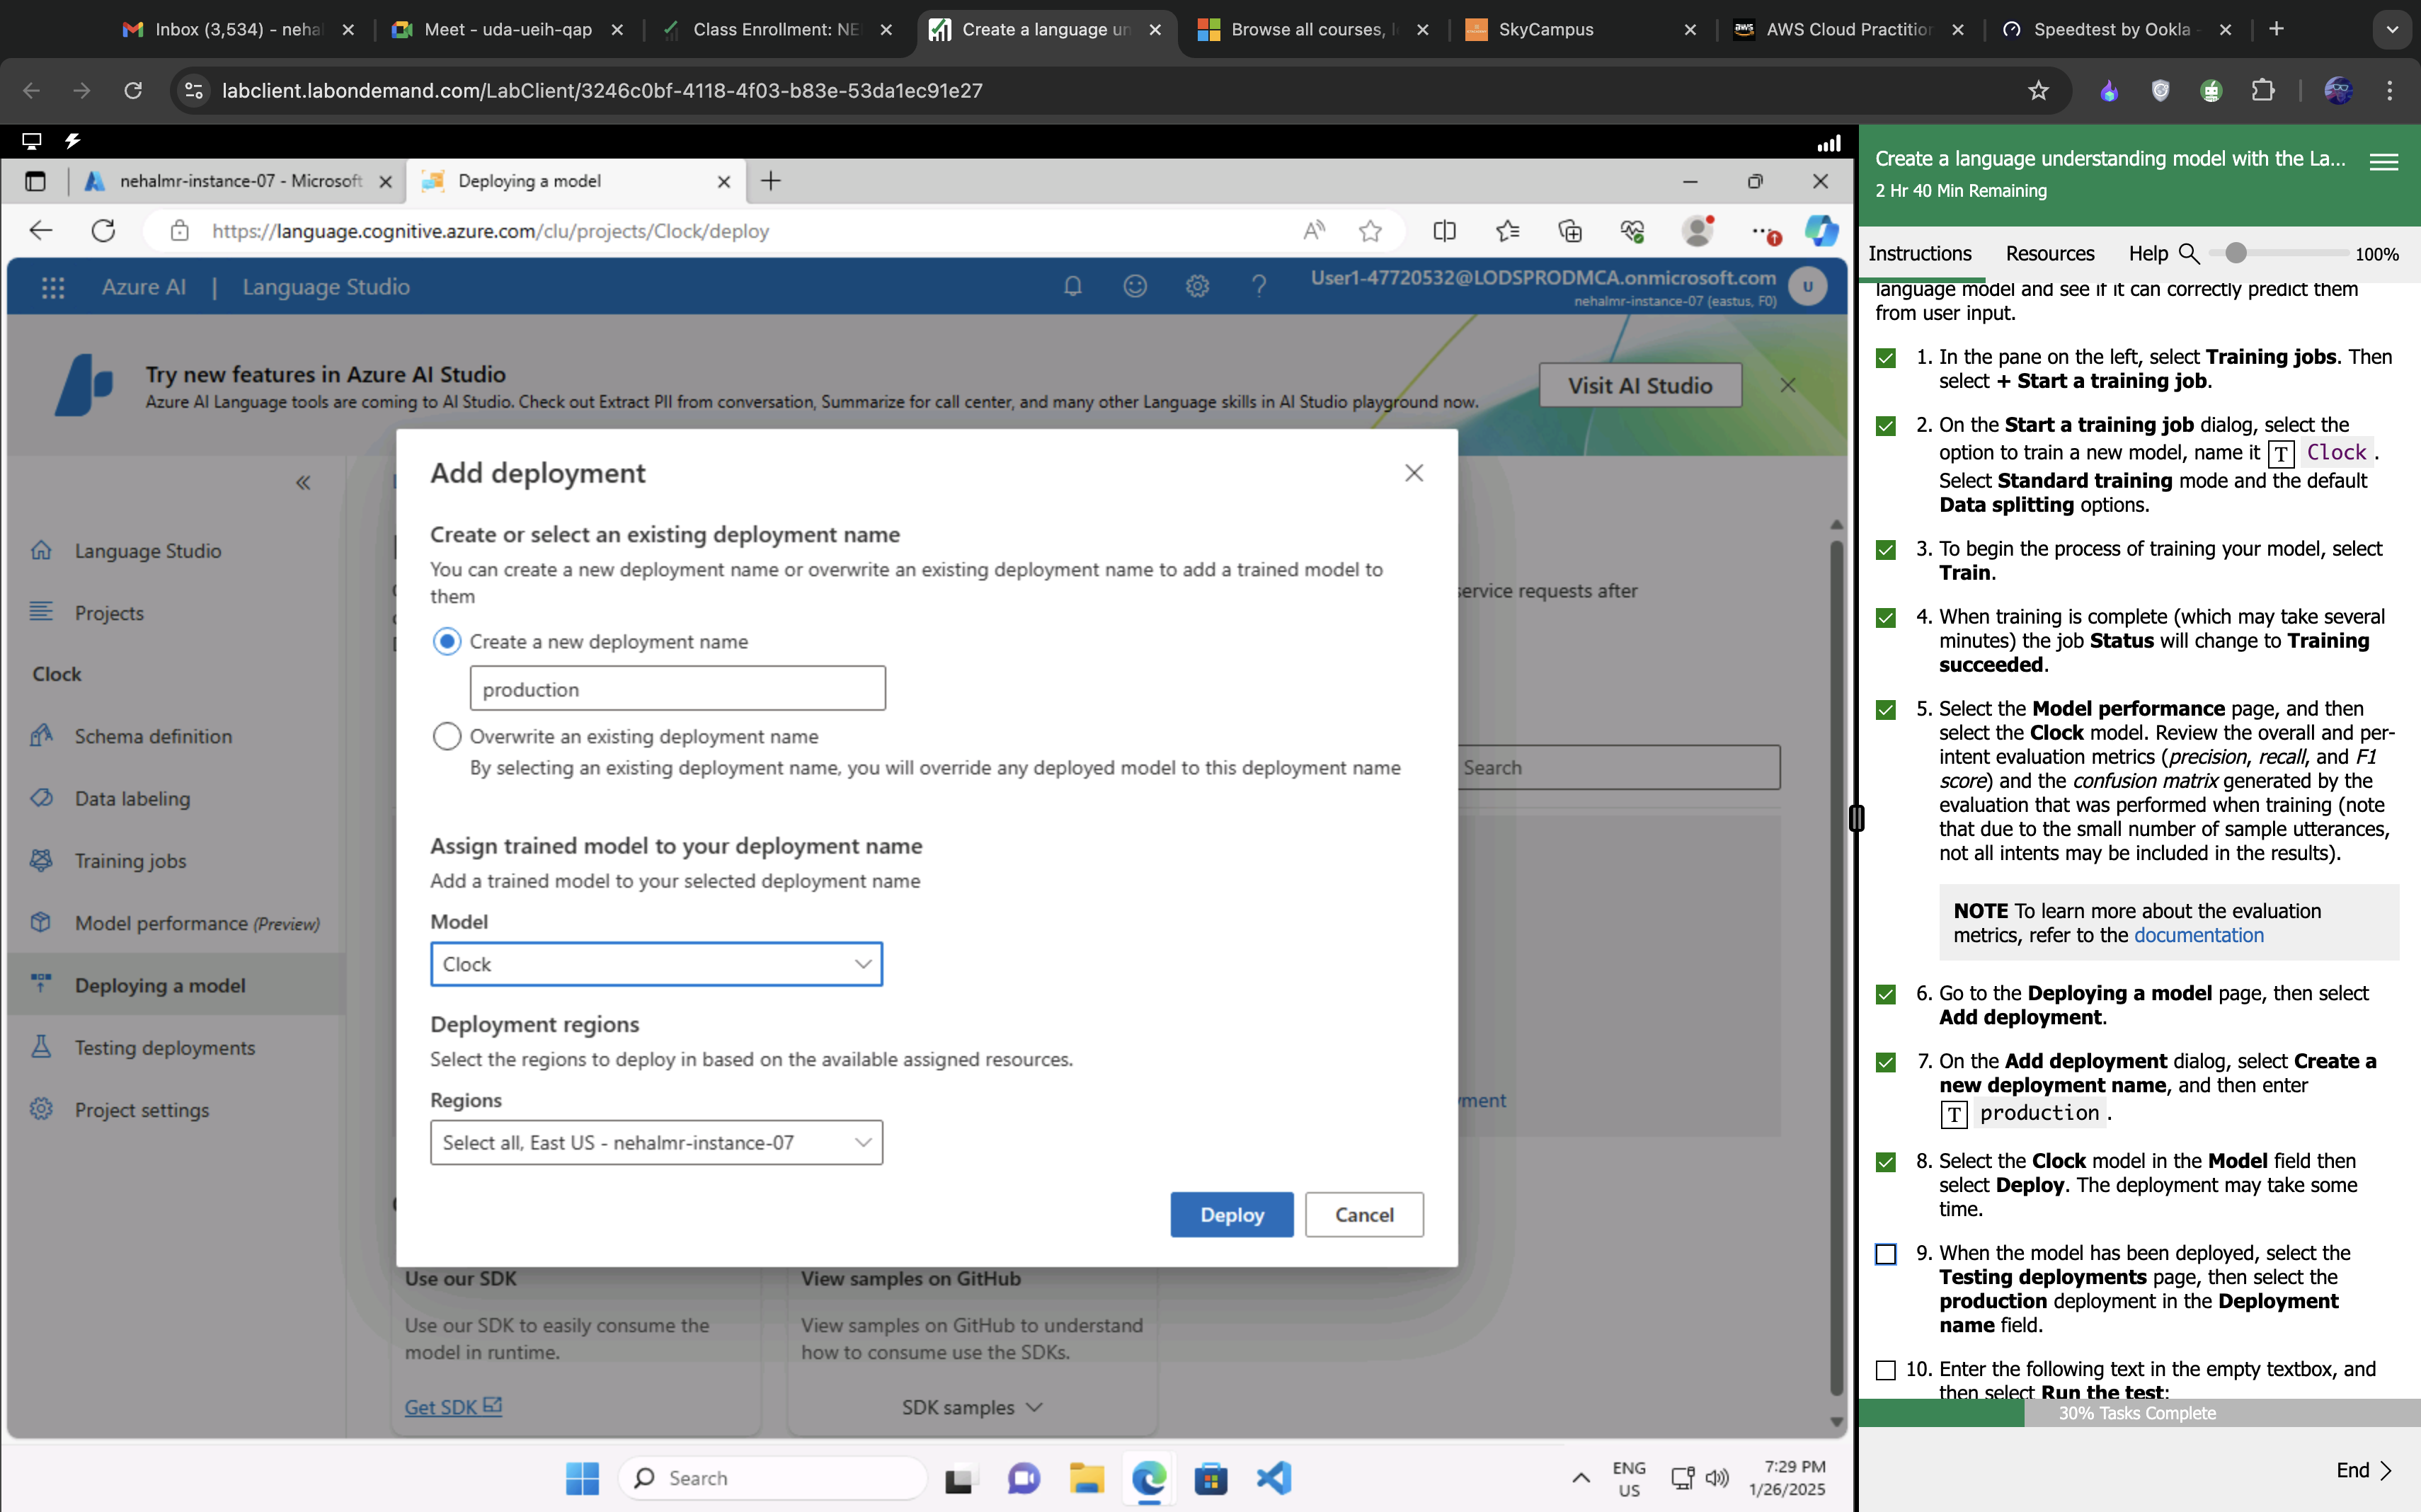 Inbox (3,534) - neha
Meet - uda-ueih-qap
Class Enrollment: NE
Create a language un
Browse all courses, l
SkyCampus
AWS Cloud Practition
Speedtest by Ookla -
labclient.labondemand.com/LabClient/3246c0bf-4118-4f03-b83e-53da1ec91e27
nehalmr-instance-07 - Microsoft
Deploying a model
https://language.cognitive.azure.com/clu/projects/Clock/deploy
Azure AI | Language Studio
User1-47720532@LODSPRODMCA.onmicrosoft.com
nehalmr-instance-07 (eastus, F0)
U
Try new features in Azure AI Studio
Azure AI Language tools are coming to AI Studio. Check out Extract PII from conversation, Summarize for call center, and many other Language skills in AI Studio playground now.
Visit AI Studio
Language Studio
Projects
Clock
Schema definition
Data labeling
Training jobs
Model performance (Preview)
Deploying a model
Testing deployments
Project settings
Add deployment
Create or select an existing deployment name
You can create a new deployment name or overwrite an existing deployment name to add a trained model to
them
Create a new deployment name
production
Overwrite an existing deployment name
By selecting an existing deployment name, you will override any deployed model to this deployment name
Assign trained model to your deployment name
Add a trained model to your selected deployment name
Model
Clock
Deployment regions
Select the regions to deploy in based on the available assigned resources.
Regions
Select all, East US - nehalmr-instance-07
Deploy
Cancel
service requests after
Search
yment
Use our SDK
Use our SDK to easily consume the
model in runtime.
Get SDK
View samples on GitHub
View samples on GitHub to understand
how to consume use the SDKs.
SDK samples
Search
ENG
US
7:29 PM
1/26/2025
Create a language understanding model with the La...
2 Hr 40 Min Remaining
Instructions
Resources
Help
100%
language model and see if it can correctly predict them
from user input.
1. In the pane on the left, select Training jobs. Then
select + Start a training job.
2. On the Start a training job dialog, select the
option to train a new model, name it T Clock.
Select Standard training mode and the default
Data splitting options.
3. To begin the process of training your model, select
Train.
4. When training is complete (which may take several
minutes) the job Status will change to Training
succeeded.
5. Select the Model performance page, and then
select the Clock model. Review the overall and per-
intent evaluation metrics (precision, recall, and F1
score) and the confusion matrix generated by the
evaluation that was performed when training (note
that due to the small number of sample utterances,
not all intents may be included in the results).
NOTE To learn more about the evaluation
metrics, refer to the documentation
6. Go to the Deploying a model page, then select
Add deployment.
7. On the Add deployment dialog, select Create a
new deployment name, and then enter
T production.
8. Select the Clock model in the Model field then
select Deploy. The deployment may take some
time.
9. When the model has been deployed, select the
Testing deployments page, then select the
production deployment in the Deployment
name field.
10. Enter the following text in the empty textbox, and
then select Run the test:
30% Tasks Complete
End